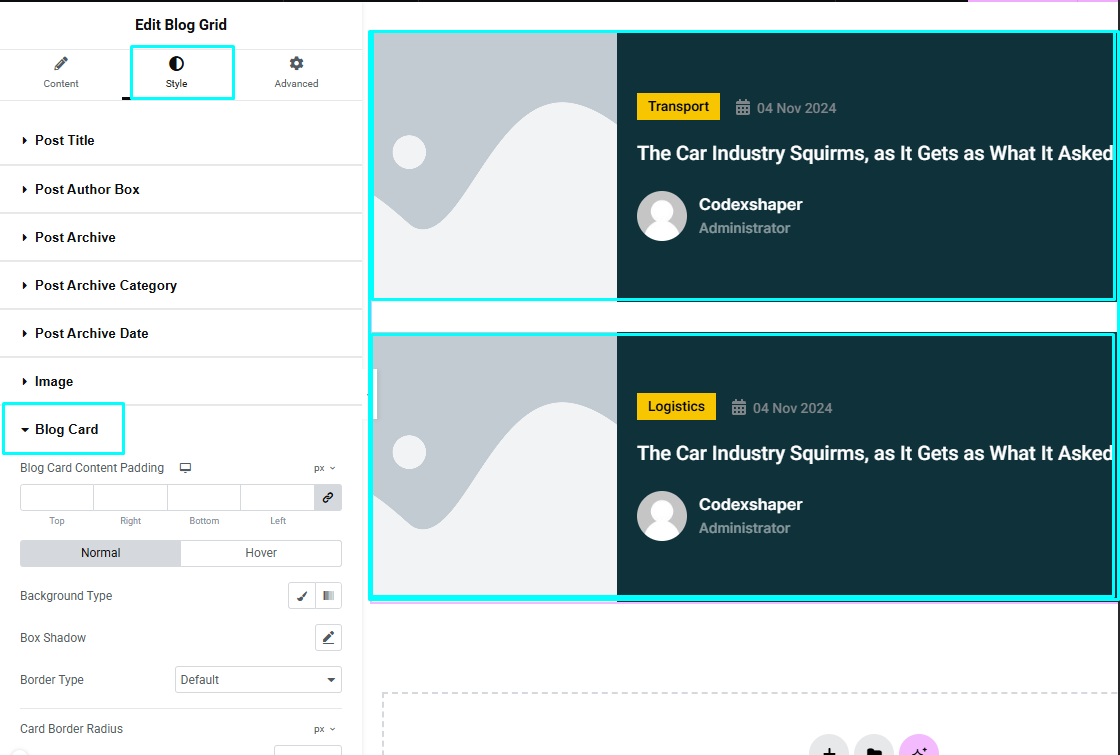 Edit Blog Grid
Content
Style
Advanced
Post Title
Post Author Box
Post Archive
Post Archive Category
Post Archive Date
Image
Blog Card
Blog Card Content Padding px
Top Right Bottom Left
Normal Hover
Background Type
Box Shadow
Border Type Default
Card Border Radius px
Transport 04 Nov 2024
The Car Industry Squirms, as It Gets as What It Asked
Codexshaper
Administrator
Logistics 04 Nov 2024
The Car Industry Squirms, as It Gets as What It Asked
Codexshaper
Administrator